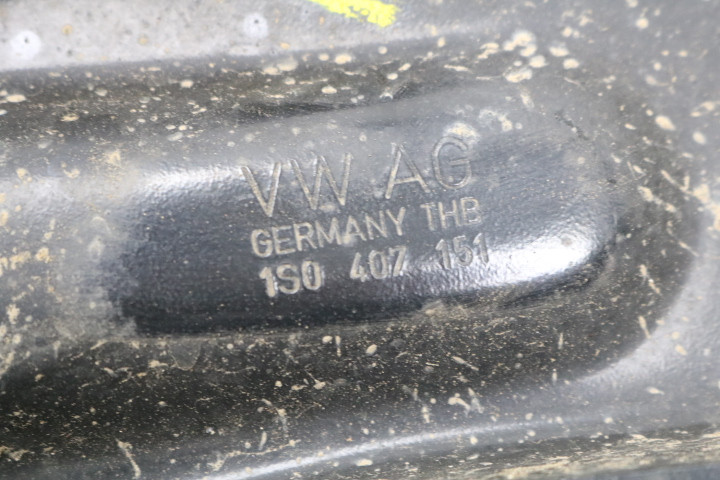 VW AG
GERMANY THB
1S0 407 151